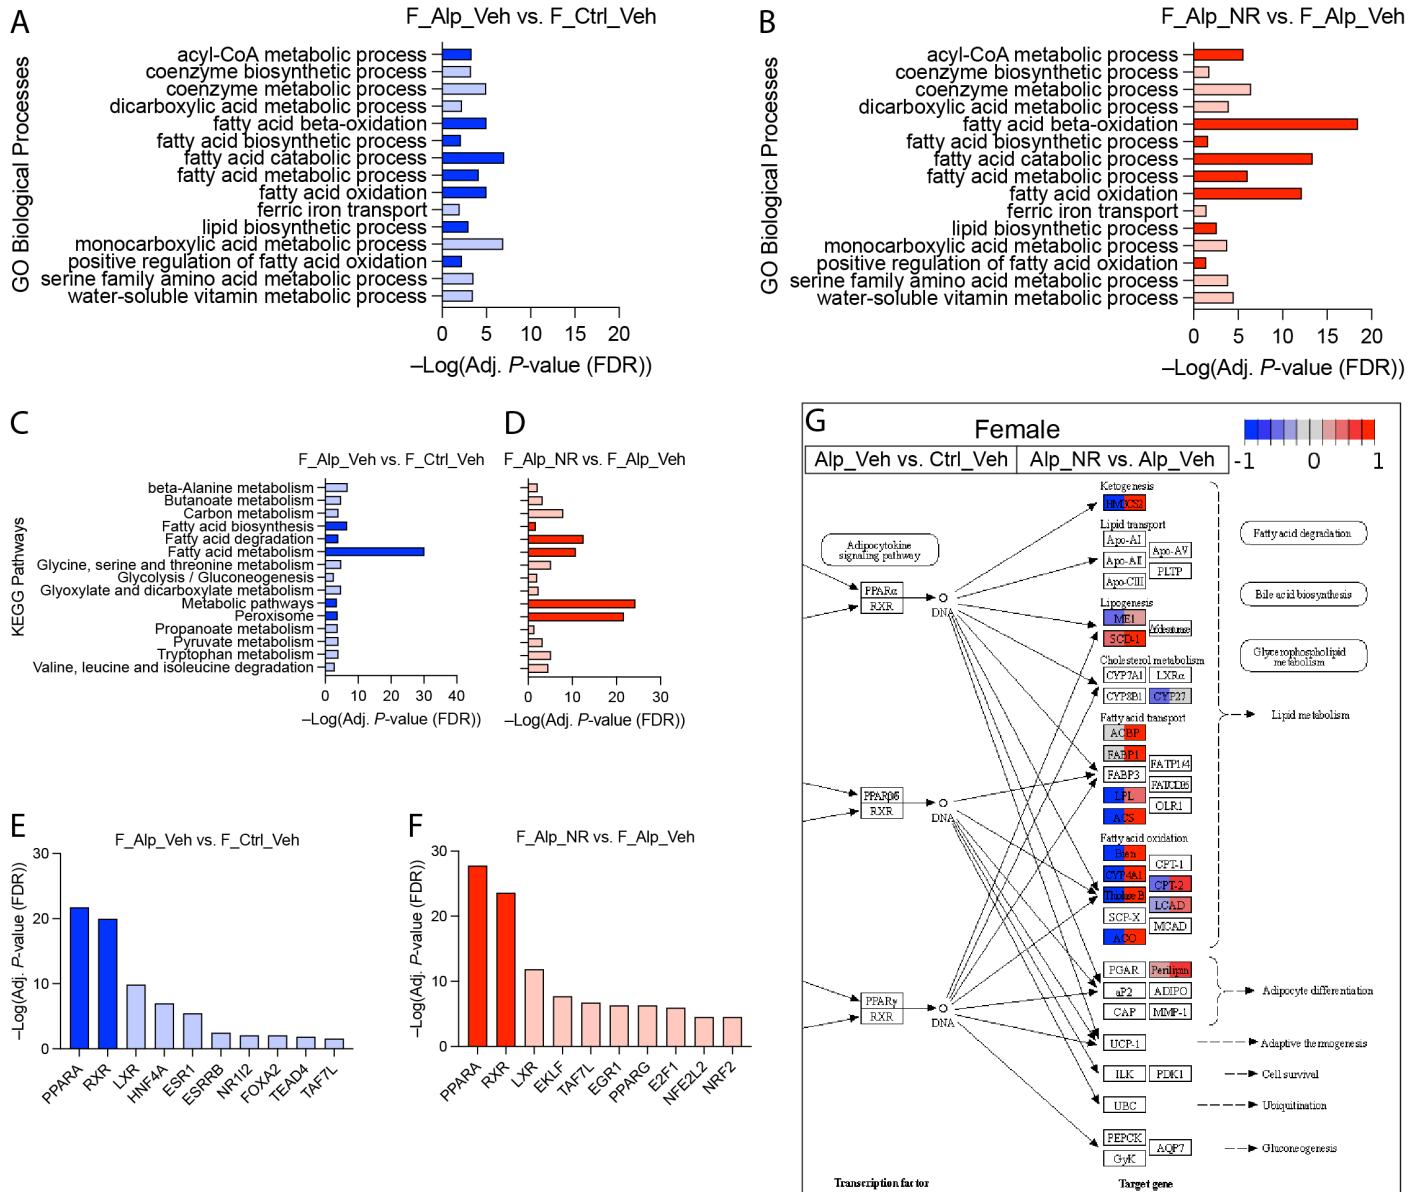 A
F_Alp_Veh vs. F_Ctrl_Veh
GO Biological Processes
acyl-CoA metabolic process
coenzyme biosynthetic process
coenzyme metabolic process
dicarboxylic acid metabolic process
fatty acid beta-oxidation
fatty acid biosynthetic process
fatty acid catabolic process
fatty acid metabolic process
fatty acid oxidation
ferric iron transport
lipid biosynthetic process
monocarboxylic acid metabolic process
positive regulation of fatty acid oxidation
serine family amino acid metabolic process
water-soluble vitamin metabolic process
0 5 10 15 20
–Log(Adj. P-value (FDR))
B
F_Alp_NR vs. F_Alp_Veh
GO Biological Processes
acyl-CoA metabolic process
coenzyme biosynthetic process
coenzyme metabolic process
dicarboxylic acid metabolic process
fatty acid beta-oxidation
fatty acid biosynthetic process
fatty acid catabolic process
fatty acid metabolic process
fatty acid oxidation
ferric iron transport
lipid biosynthetic process
monocarboxylic acid metabolic process
positive regulation of fatty acid oxidation
serine family amino acid metabolic process
water-soluble vitamin metabolic process
0 5 10 15 20
–Log(Adj. P-value (FDR))
C
F_Alp_Veh vs. F_Ctrl_Veh
KEGG Pathways
beta-Alanine metabolism
Butanoate metabolism
Carbon metabolism
Fatty acid biosynthesis
Fatty acid degradation
Fatty acid metabolism
Glycine, serine and threonine metabolism
Glycolysis / Gluconeogenesis
Glyoxylate and dicarboxylate metabolism
Metabolic pathways
Peroxisome
Propanoate metabolism
Pyruvate metabolism
Tryptophan metabolism
Valine, leucine and isoleucine degradation
0 10 20 30 40
–Log(Adj. P-value (FDR))
D
F_Alp_NR vs. F_Alp_Veh
0 10 20 30
–Log(Adj. P-value (FDR))
E
F_Alp_Veh vs. F_Ctrl_Veh
–Log(Adj. P-value (FDR))
30
20
10
0
PPARA
RXR
LXR
HNF4A
ESR1
ESRRB
NR1I2
FOXA2
TEAD4
TAF7L
F
F_Alp_NR vs. F_Alp_Veh
–Log(Adj. P-value (FDR))
30
20
10
0
PPARA
RXR
LXR
EKLF
TAF7L
EGR1
PPARG
E2F1
NFE2L2
NRF2
G
Female
Alp_Veh vs. Ctrl_Veh
Alp_NR vs. Alp_Veh
-1 0 1
Adipocytokine
signaling pathway
PPARα
RXR
DNA
PPARβδ
RXR
DNA
PPARγ
RXR
DNA
Ketogenesis
HMGCS2
Lipid transport
Apo-AI
Apo-AII
Apo-AV
PLTP
Apo-CIII
Lipogenesis
ME1
SCD-1
Cholesterol metabolism
CYP7A1
LXRα
CYP8B1
CYP27
Fatty acid transport
ACBP
FABP1
FABP3
FATP1/4
LPL
OLR1
ACS
Fatty acid oxidation
Bien
CPT-1
CYP4A1
CPT-2
Thiolase B
LCAD
SCP-X
MCAD
ACO
PGAR
Perilipin
aP2
ADIPO
CAP
MMP-1
UCP-1
ILK
PDK1
UBC
PEPCK
AQP7
GyK
Fatty acid degradation
Bile acid biosynthesis
Glycerophospholipid
metabolism
Lipid metabolism
Adipocyte differentiation
Adaptive thermogenesis
Cell survival
Ubiquitination
Gluconeogenesis
Transcription factor
Target gene